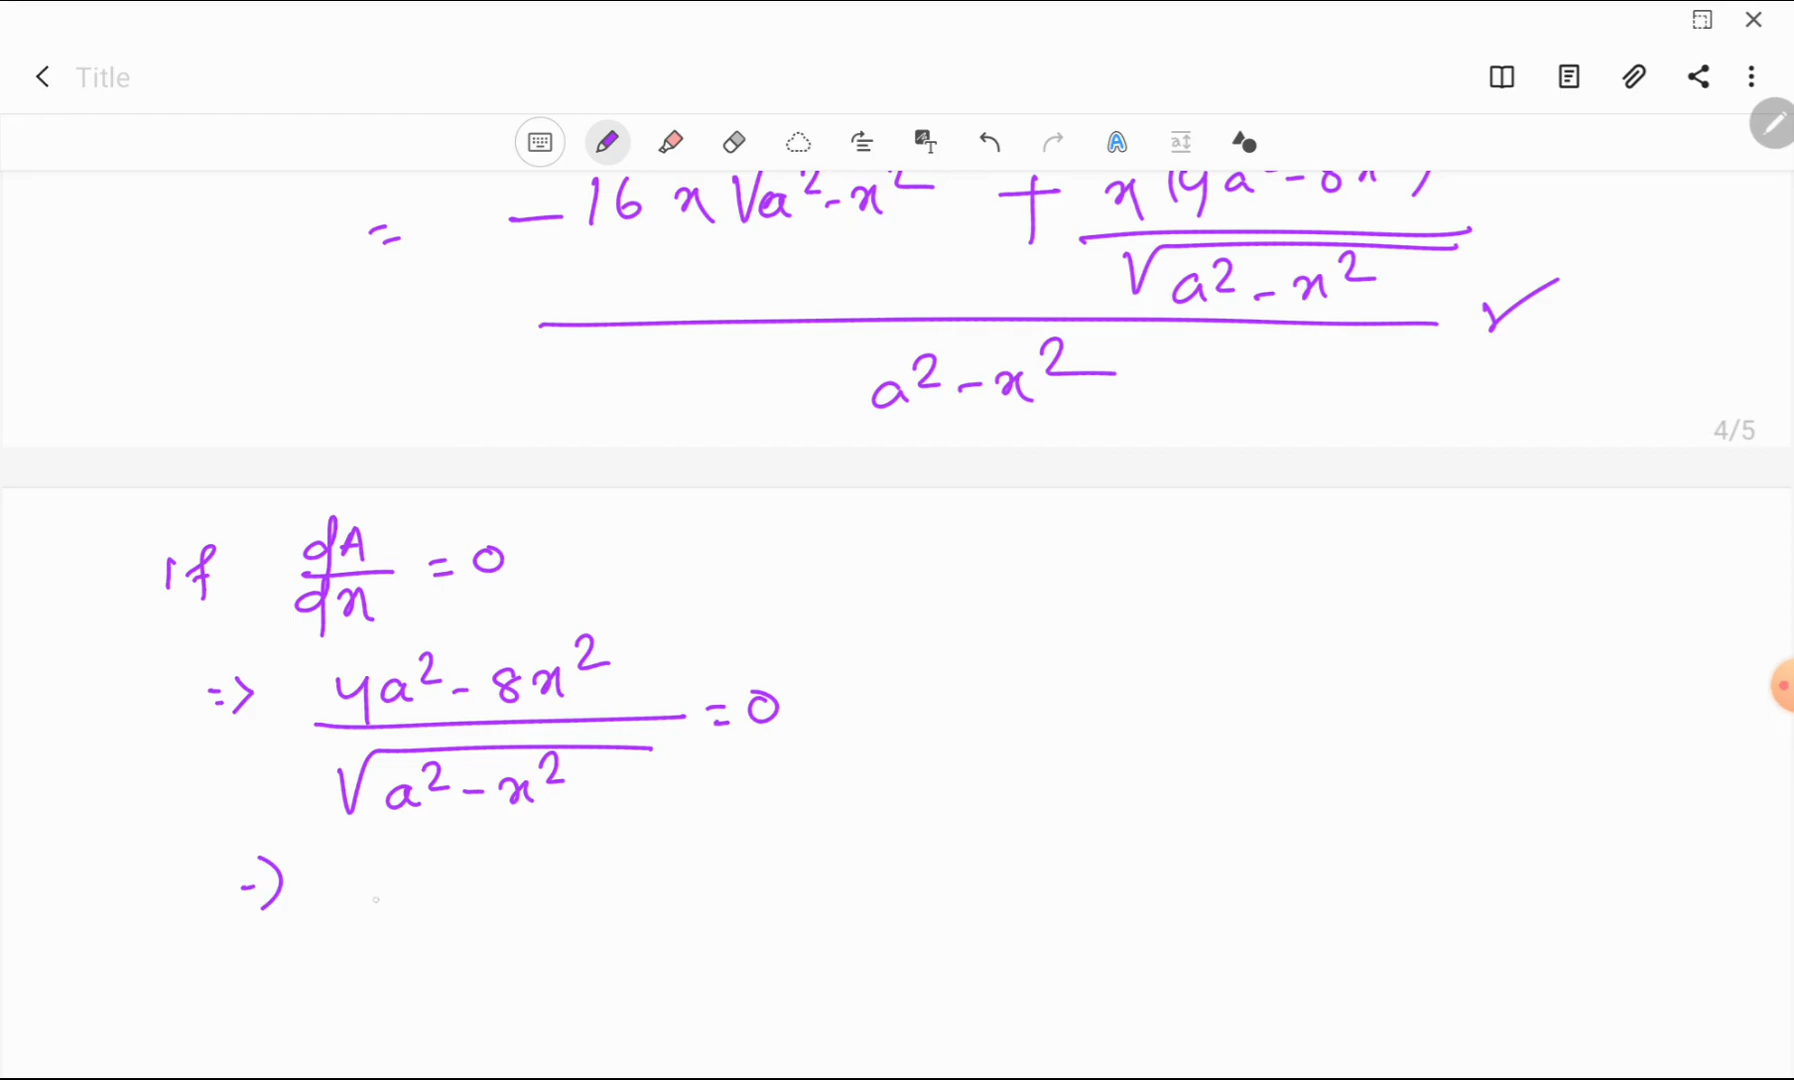 Title
= -16 x √a²-x² + x(4a²-8x²) / √a²-x² ✓
a²-x²
4/5
If dA/dx = 0
=> 4a²-8x² / √a²-x² = 0
-)